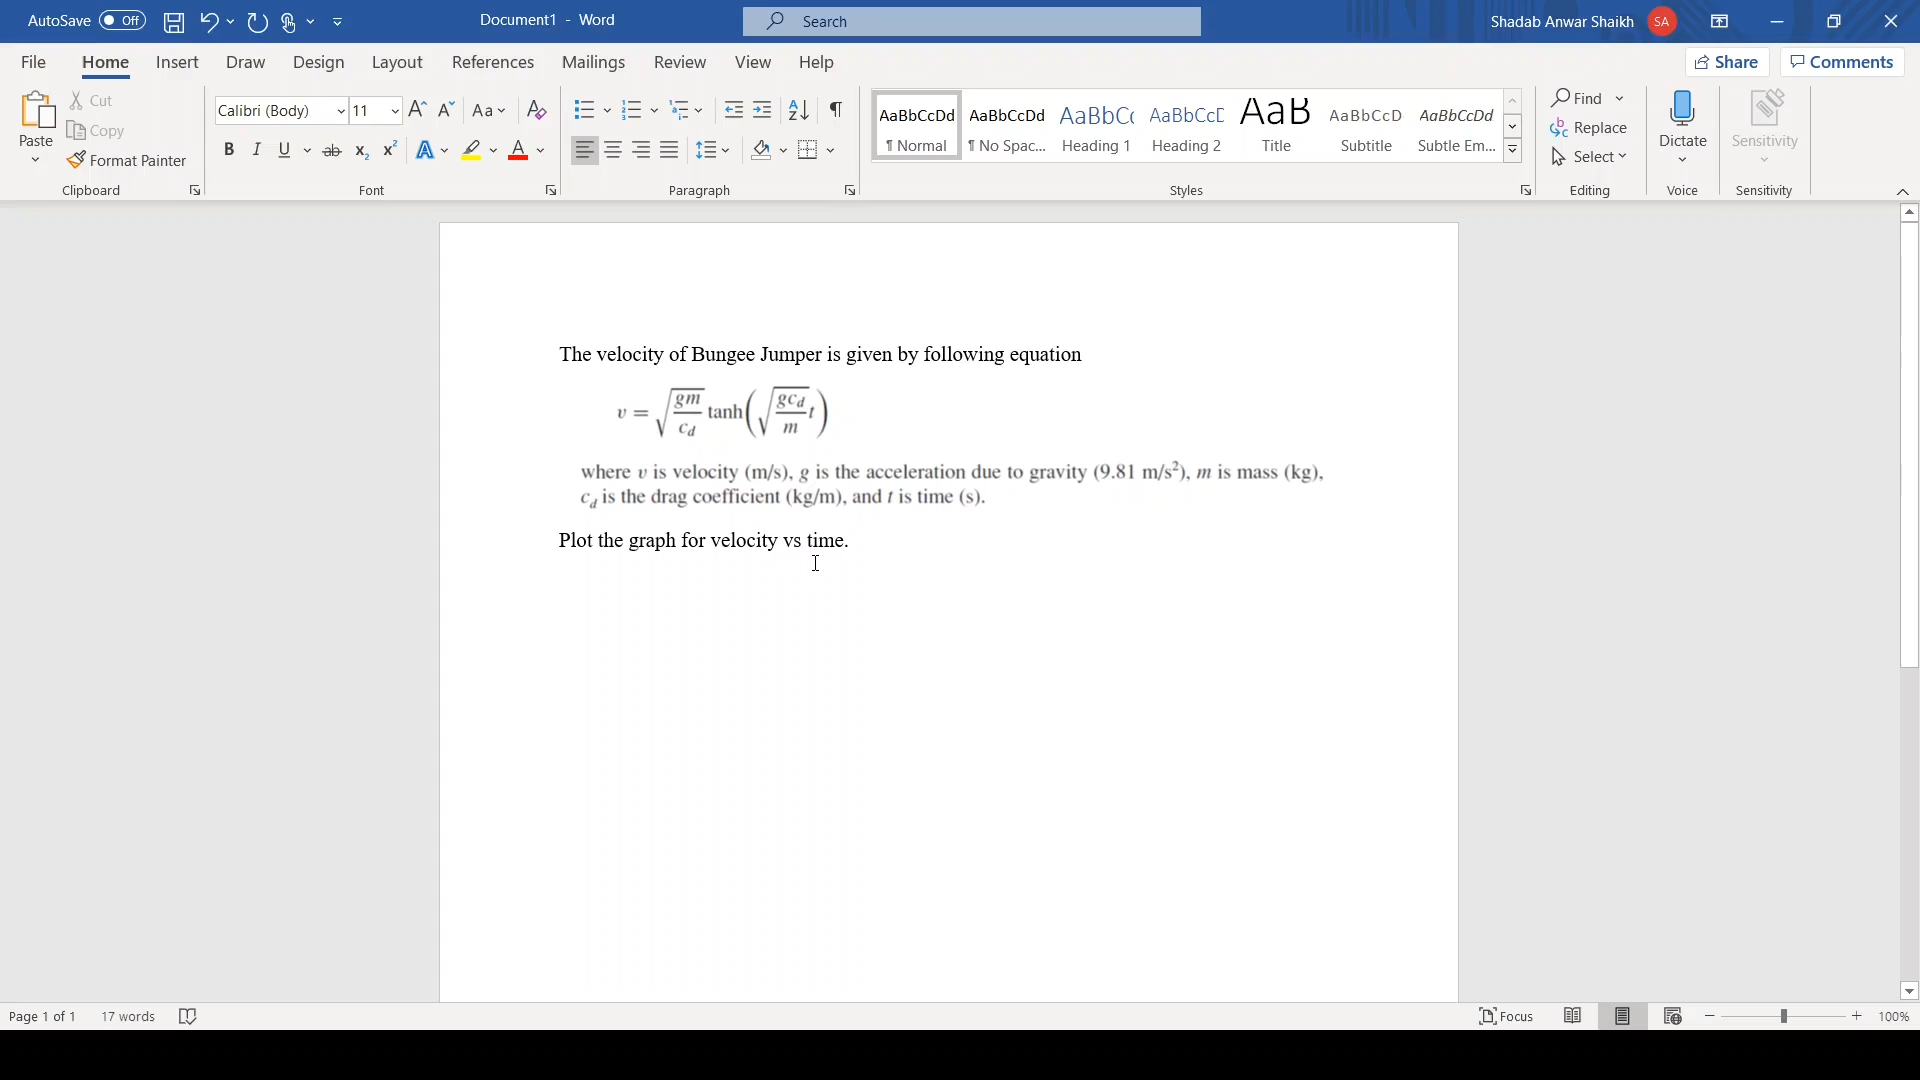 AutoSave Off Document1 - Word Search Shadab Anwar Shaikh SA
File Home Insert Draw Design Layout References Mailings Review View Help Share Comments
Paste Cut Copy Format Painter
Clipboard
Calibri (Body) 11 A A Aa A
B I U ab x₂ x² A A
Font
Paragraph
AaBbCcDd ¶ Normal
AaBbCcDd ¶ No Spac...
AaBbCc Heading 1
AaBbCcD Heading 2
AaB Title
AaBbCcD Subtitle
AaBbCcDd Subtle Em...
Styles
Find
Replace
Select
Editing
Dictate
Voice
Sensitivity
Sensitivity
The velocity of Bungee Jumper is given by following equation
v = √(gm/c_d) tanh(√(gc_d/m) t)
where v is velocity (m/s), g is the acceleration due to gravity (9.81 m/s²), m is mass (kg),
c_d is the drag coefficient (kg/m), and t is time (s).
Plot the graph for velocity vs time.
Page 1 of 1 17 words Focus 100%